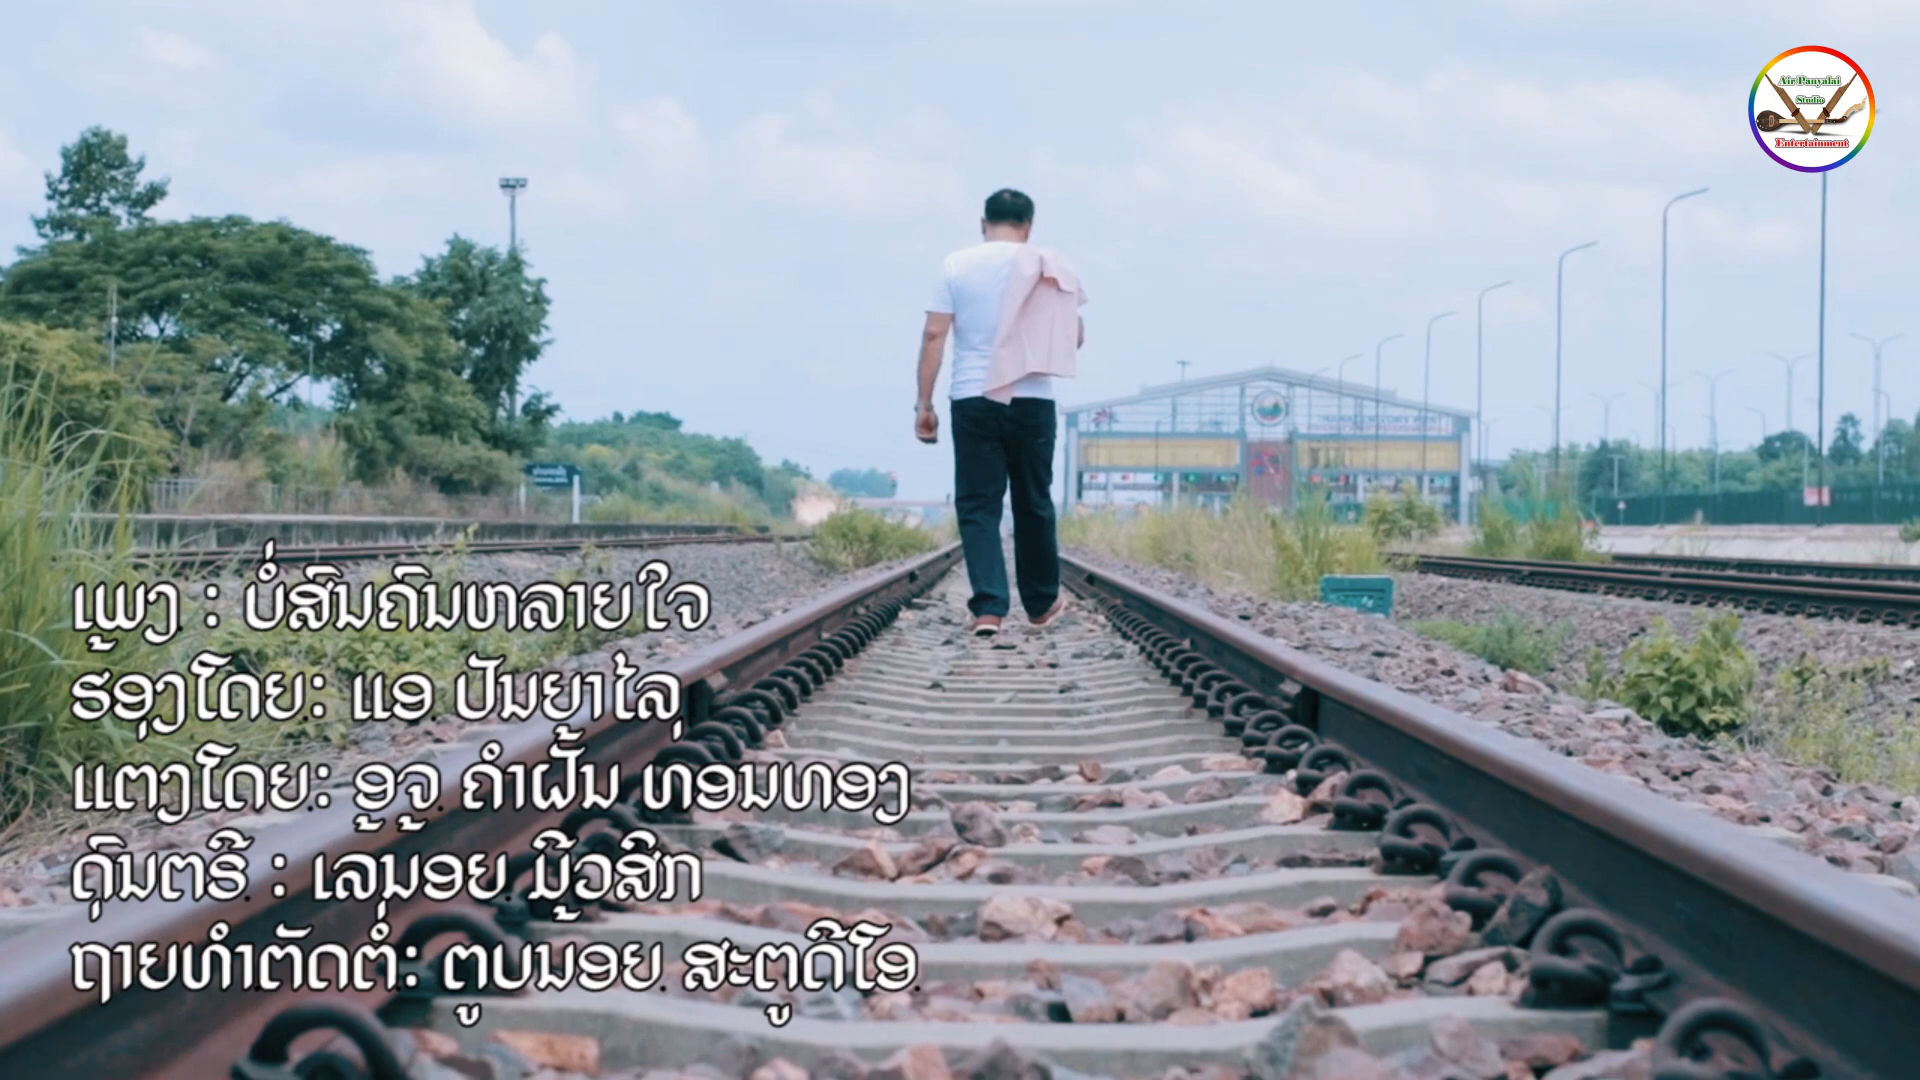 Air Panyalai
Studio
Entertainment
ເພງ : ບໍ່ສົນຄົນຫລາຍໃຈ
ຮ້ອງໂດຍ: ແອ ປັນຍາໄລ
ແຕ່ງໂດຍ: ອຈ ຄຳຝັ້ນ ທອມທອງ
ດົນຕຣີ : ເລ້ນ້ອຍ ມິວສິກ
ຖ່າຍທຳຕັດຕໍ່: ຕູບນ້ອຍ ສະຕູດີໂອ